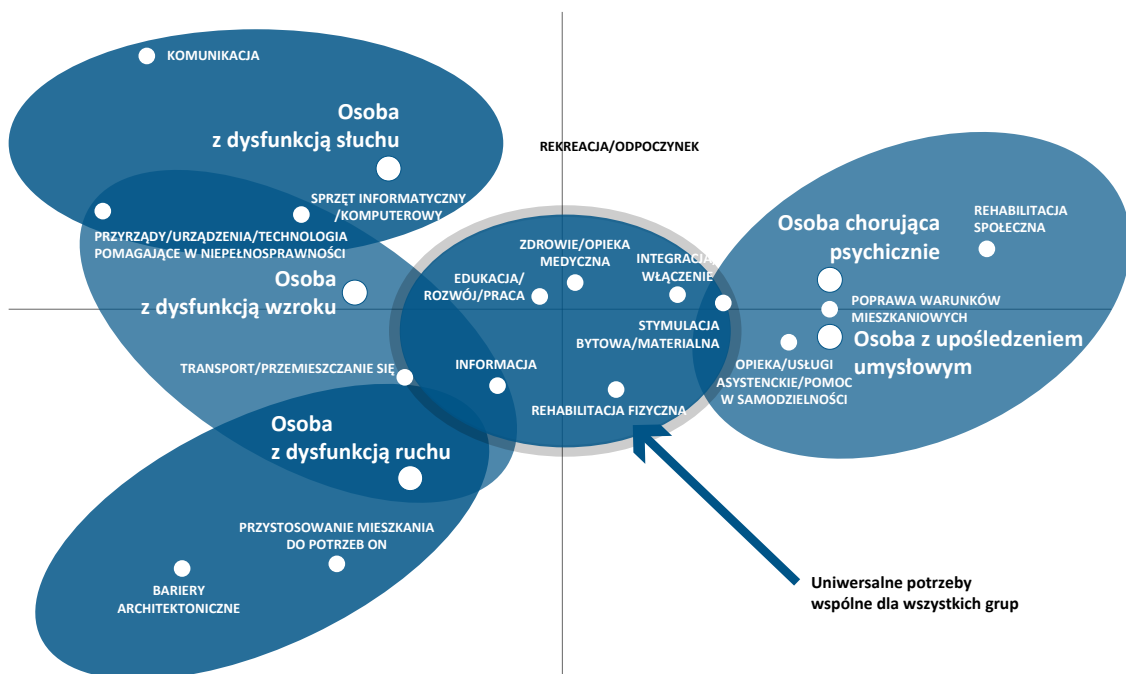 KOMUNIKACJA
Osoba
z dysfunkcją słuchu
REKREACJA/ODPOCZYNEK
SPRZĘT INFORMATYCZNY
/KOMPUTEROWY
PRZYRZĄDY/URZĄDZENIA/TECHNOLOGIA
POMAGAJĄCE W NIEPEŁNOSPRAWNOŚCI
Osoba
z dysfunkcją wzroku
ZDROWIE/OPIEKA
MEDYCZNA
INTEGRACJA/
WŁĄCZENIE
EDUKACJA/
ROZWÓJ/PRACA
STYMULACJA
BYTOWA/MATERIALNA
Osoba chorująca
psychicznie
REHABILITACJA
SPOŁECZNA
POPRAWA WARUNKÓW
MIESZKANIOWYCH
Osoba z upośledzeniem
umysłowym
OPIEKA/USŁUGI
ASYSTENCKIE/POMOC
W SAMODZIELNOŚCI
TRANSPORT/PRZEMIESZCZANIE SIĘ
INFORMACJA
REHABILITACJA FIZYCZNA
Osoba
z dysfunkcją ruchu
PRZYSTOSOWANIE MIESZKANIA
DO POTRZEB ON
BARIERY
ARCHITEKTONICZNE
Uniwersalne potrzeby
wspólne dla wszystkich grup